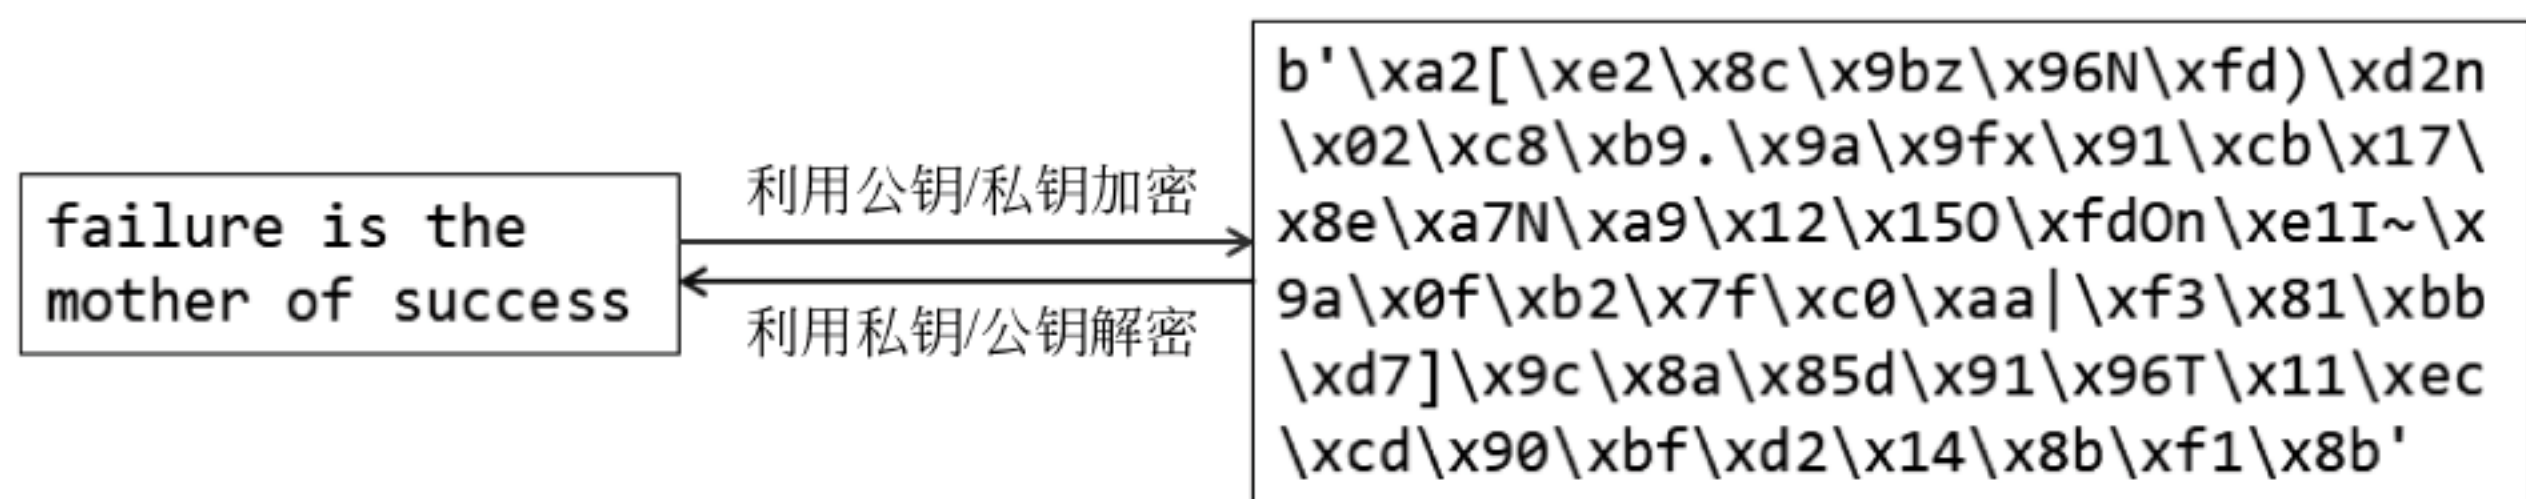 failure is the
mother of success
利用公钥/私钥加密
利用私钥/公钥解密
b'\xa2[\xe2\x8c\x9bz\x96N\xfd)\xd2n
\x02\xc8\xb9.\x9a\x9fx\x91\xcb\x17\
x8e\xa7N\xa9\x12\x15O\xfdOn\xe1I~\x
9a\x0f\xb2\x7f\xc0\xaa|\xf3\x81\xbb
\xd7]\x9c\x8a\x85d\x91\x96T\x11\xec
\xcd\x90\xbf\xd2\x14\x8b\xf1\x8b'